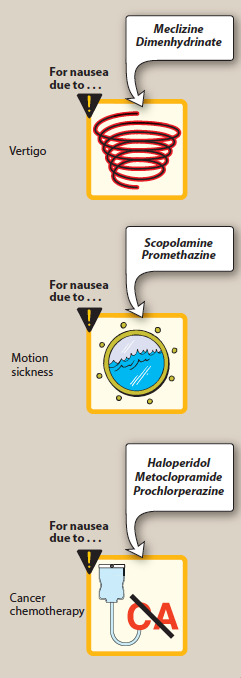 Meclizine
Dimenhydrinate
For nausea
due to . . .
!
Vertigo
Scopolamine
Promethazine
For nausea
due to . . .
!
Motion
sickness
Haloperidol
Metoclopramide
Prochlorperazine
For nausea
due to . . .
!
Cancer
chemotherapy
CA